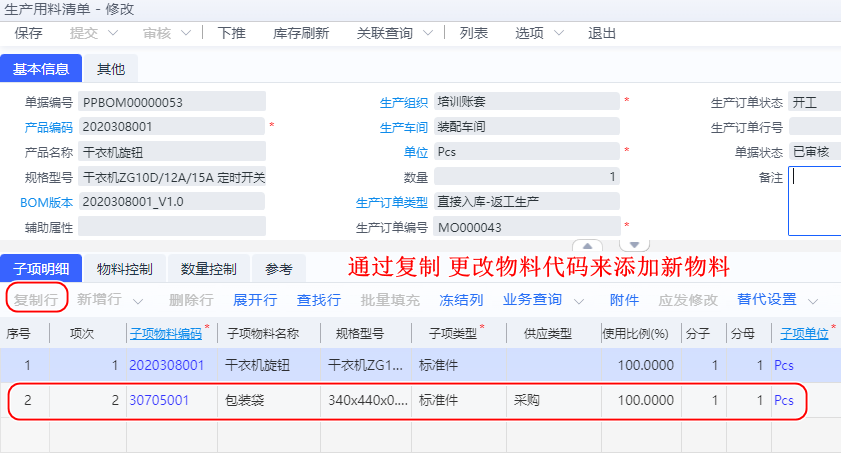 生产用料清单 - 修改
保存 提交 审核 下推 库存刷新 关联查询 列表 选项 退出
基本信息 其他
单据编号 PPBOM00000053 生产组织 培训账套 * 生产订单状态 开工
产品编码 2020308001 * 生产车间 装配车间 生产订单行号
产品名称 干衣机旋钮 单位 Pcs * 单据状态 已审核
规格型号 干衣机ZG10D/12A/15A 定时开关 数量 1 备注
BOM版本 2020308001_V1.0 生产订单类型 直接入库-返工生产
辅助属性 生产订单编号 MO000043 *
子项明细 物料控制 数量控制 参考 通过复制 更改物料代码来添加新物料
复制行 新增行 删除行 展开行 查找行 批量填充 冻结列 业务查询 附件 应发修改 替代设置
序号 项次 子项物料编码* 子项物料名称 规格型号 子项类型* 供应类型 使用比例(%) 分子 分母 子项单位*
1 1 2020308001 干衣机旋钮 干衣机ZG1... 标准件 100.0000 1 1 Pcs
2 2 30705001 包装袋 340x440x0.... 标准件 采购 100.0000 1 1 Pcs